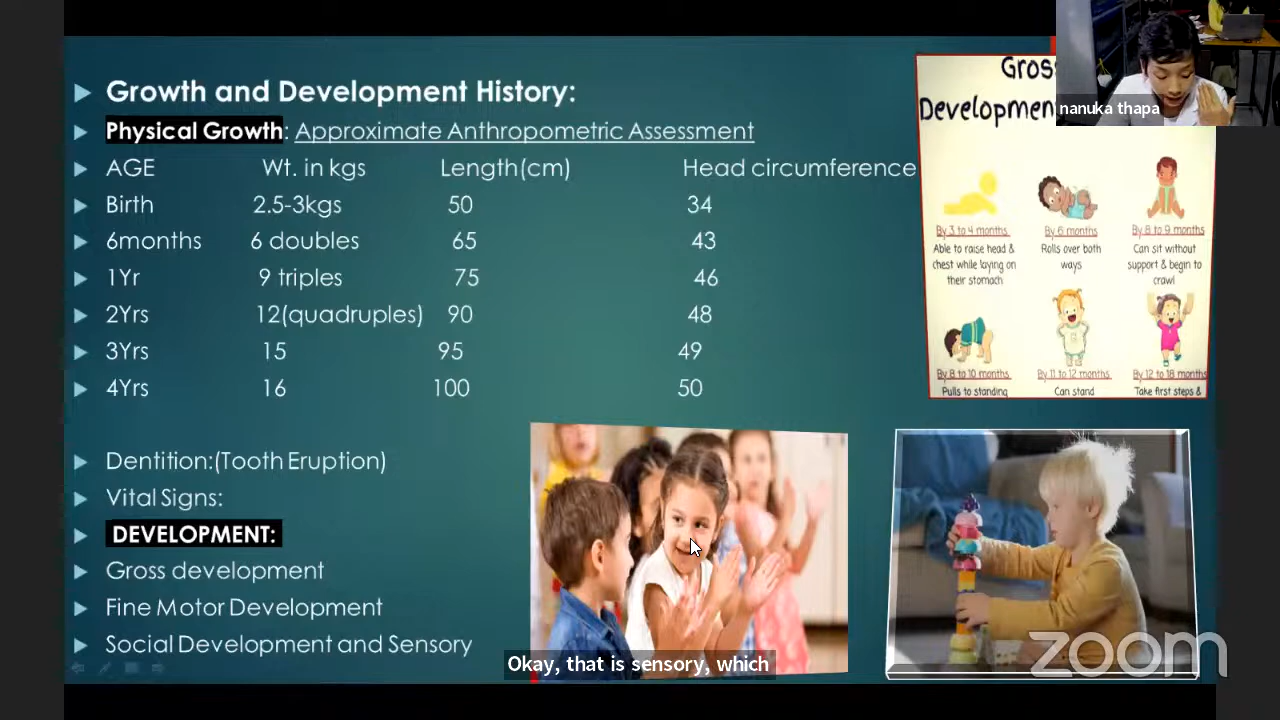 Growth and Development History:
Physical Growth: Approximate Anthropometric Assessment
AGE Wt. in kgs Length(cm) Head circumference
Birth 2.5-3kgs 50 34
6months 6 doubles 65 43
1Yr 9 triples 75 46
2Yrs 12(quadruples) 90 48
3Yrs 15 95 49
4Yrs 16 100 50
Dentition:(Tooth Eruption)
Vital Signs:
DEVELOPMENT:
Gross development
Fine Motor Development
Social Development and Sensory
Gros
Developmen
nanuka thapa
By 3 to 4 months
Able to raise head &
chest while laying on
their stomach
By 6 months
Rolls over both
ways
By 8 to 9 months
Can sit without
support & begin to
crawl
By 8 to 10 months
Pulls to standing
By 11 to 12 months
Can stand
By 12 to 18 months
Take first steps &
Okay, that is sensory, which
zoom